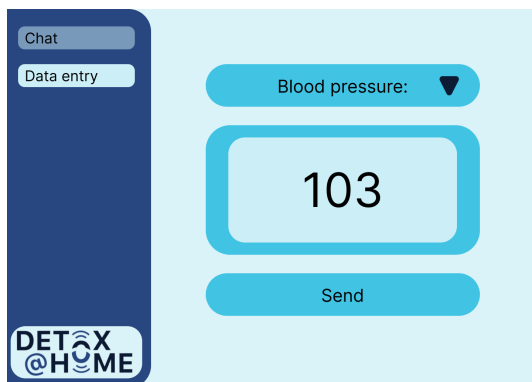 Chat
Data entry
Blood pressure:
103
Send
DETOX
@HOME